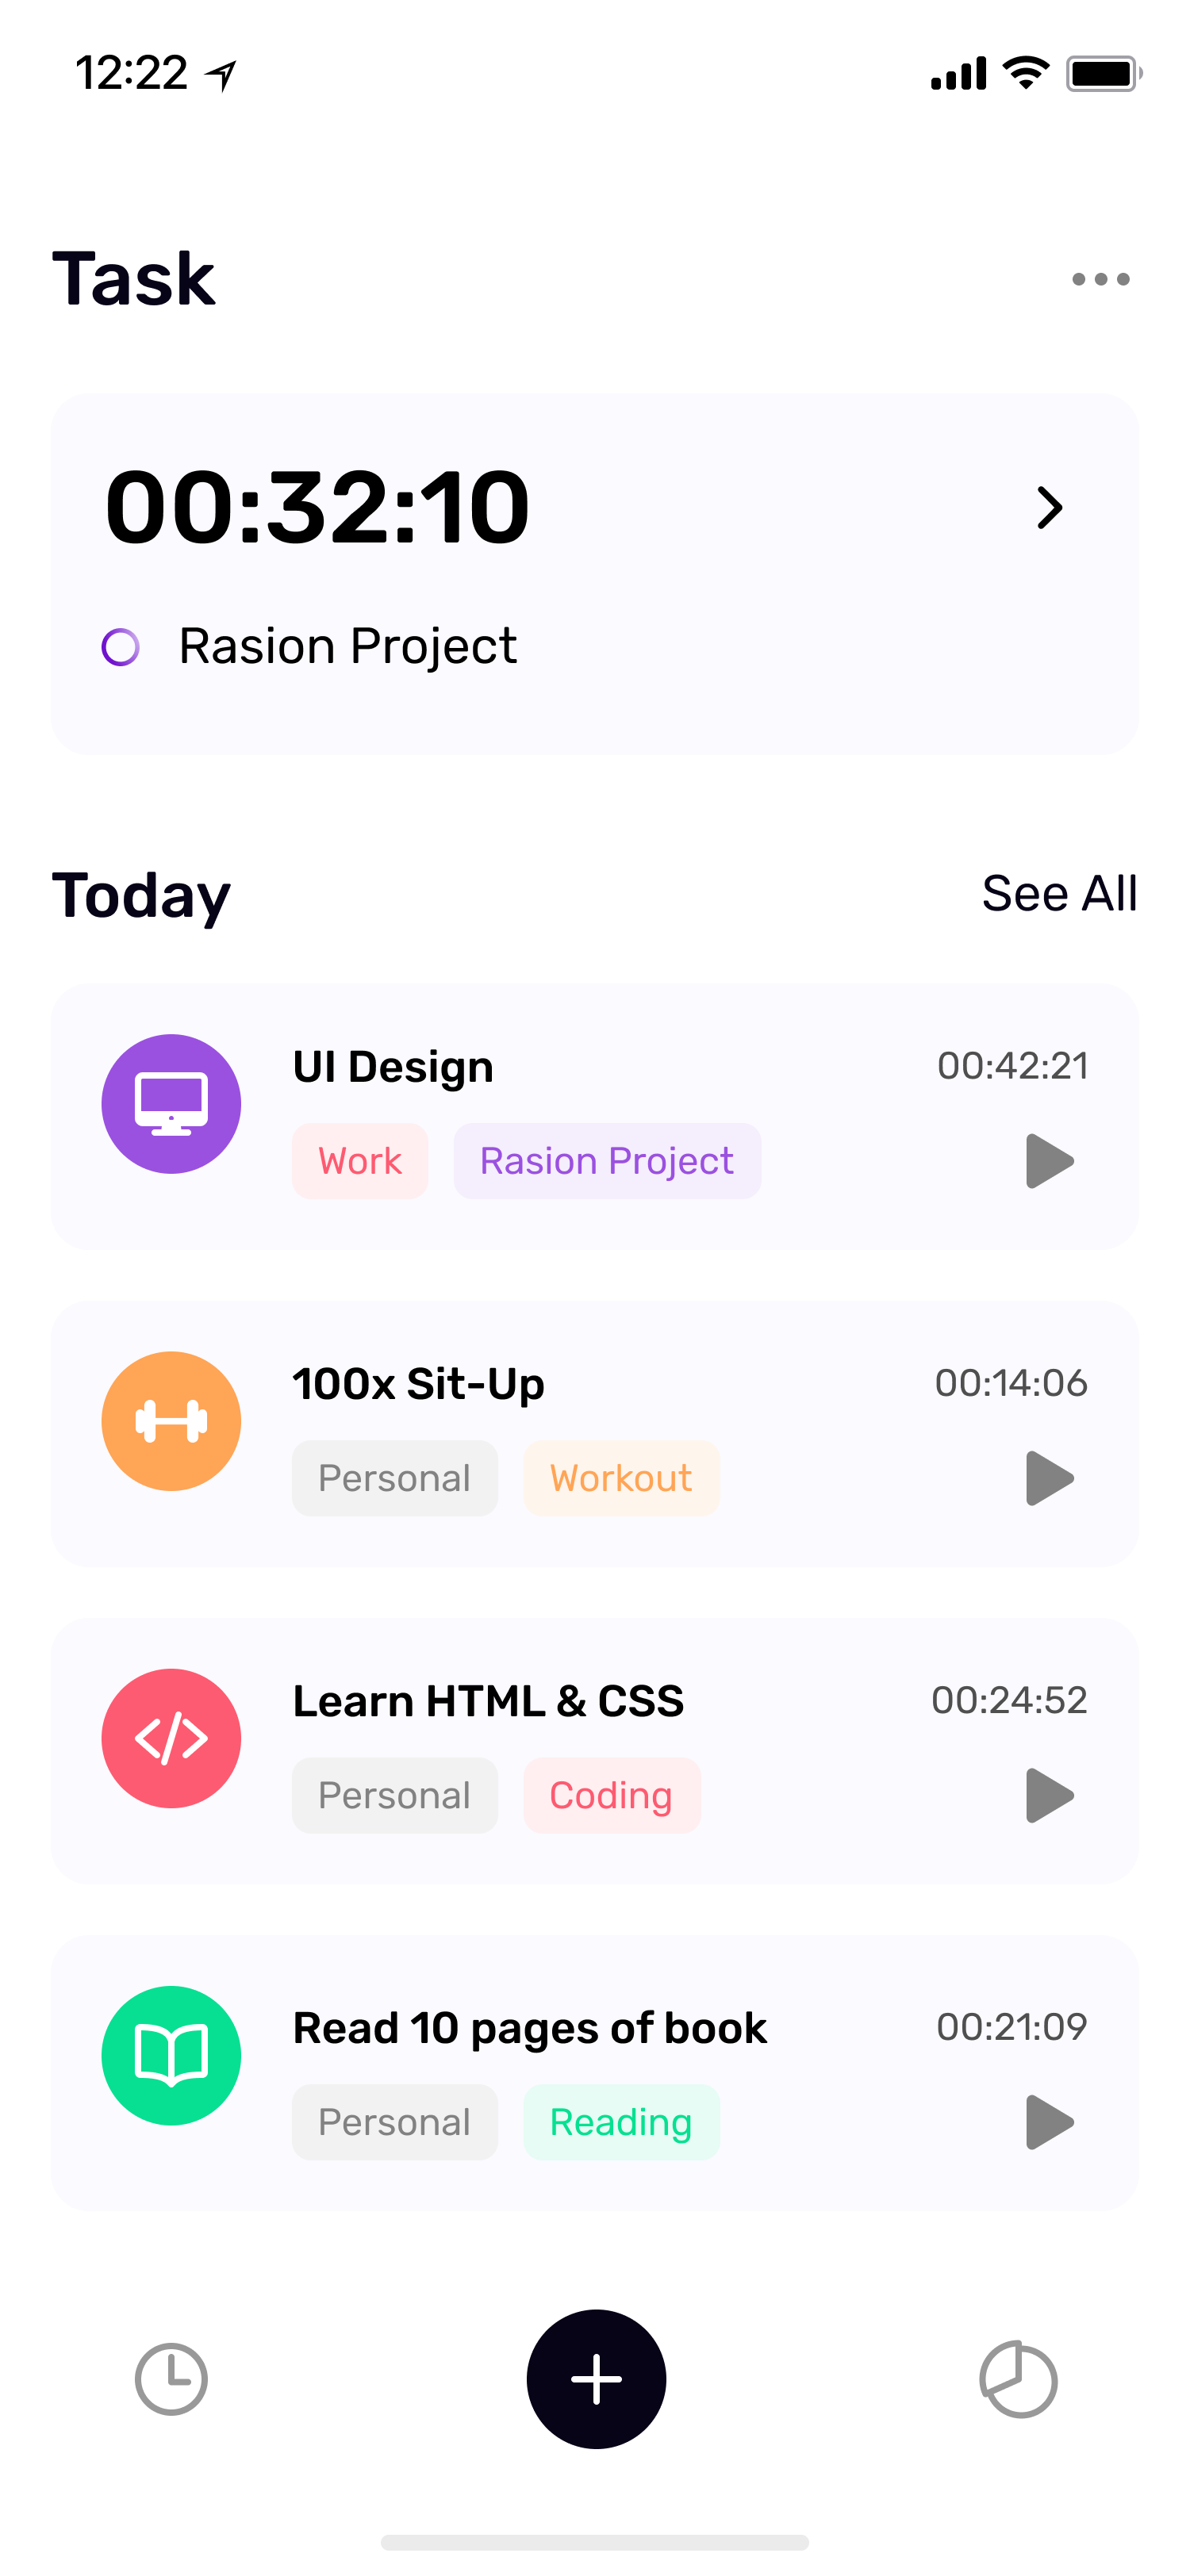 12:22
Task
00:32:10
Rasion Project
Today
See All
UI Design
00:42:21
Work
Rasion Project
100x Sit-Up
00:14:06
Personal
Workout
Learn HTML & CSS
00:24:52
Personal
Coding
Read 10 pages of book
00:21:09
Personal
Reading